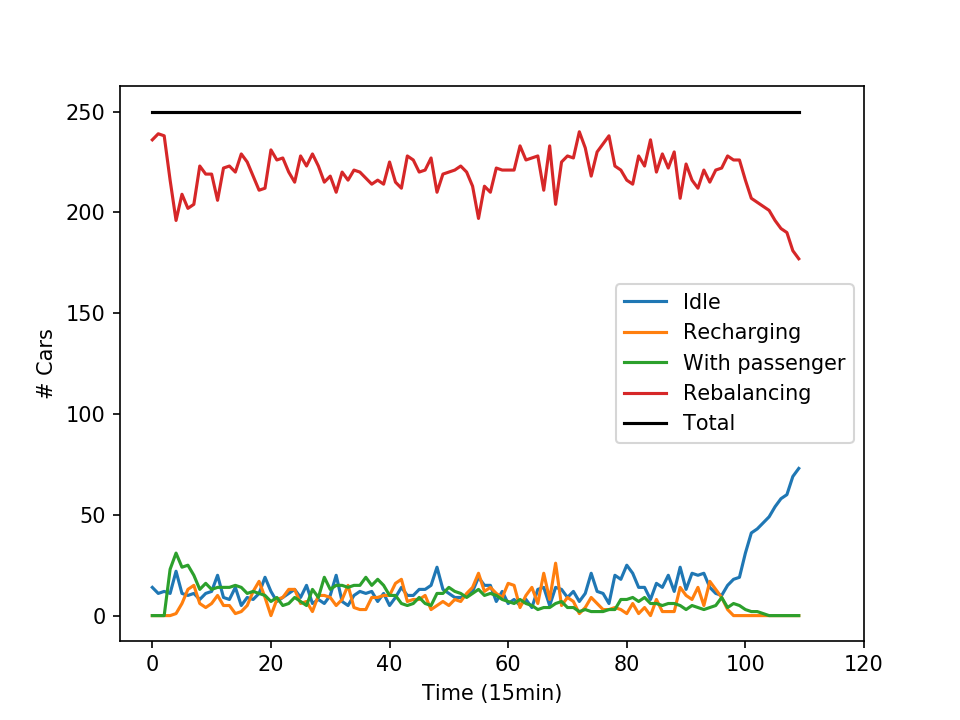 250
200
150
100
50
0
# Cars
Idle
Recharging
With passenger
Rebalancing
Total
0 20 40 60 80 100 120
Time (15min)